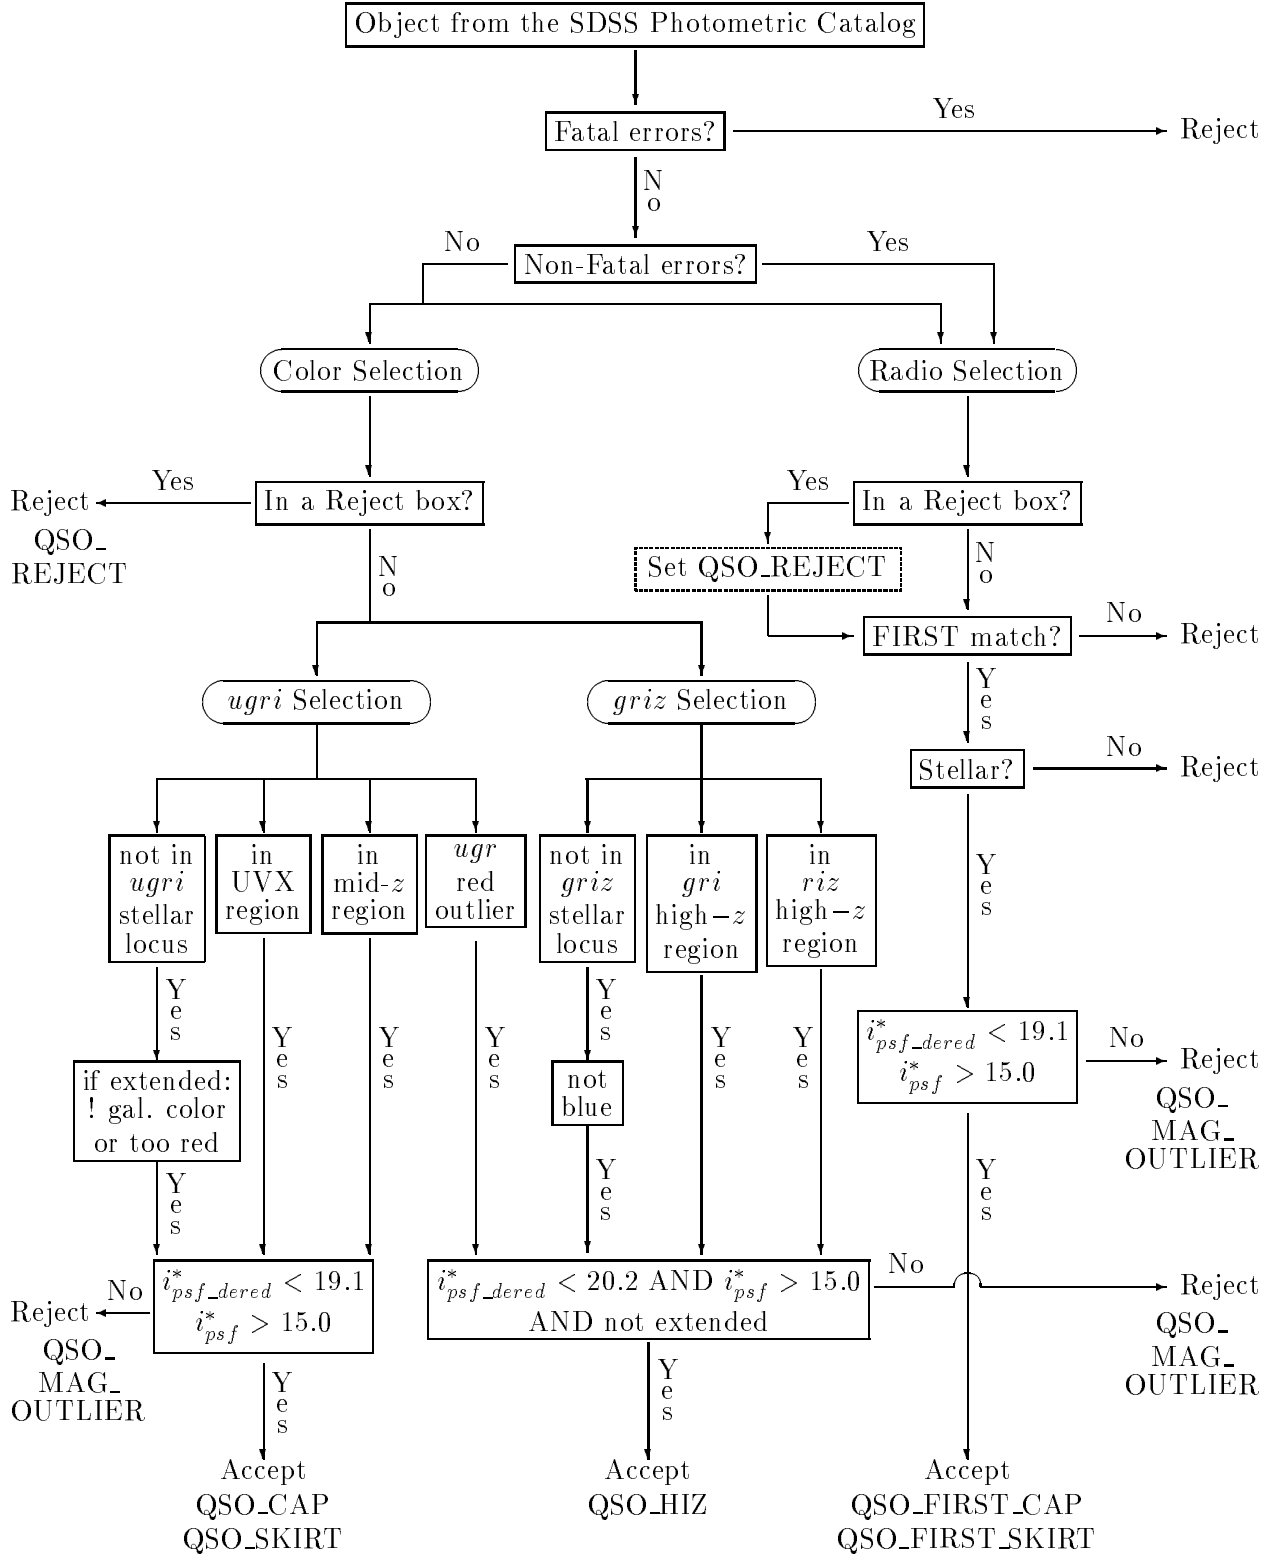 Object from the SDSS Photometric Catalog
Fatal errors?
Yes
Reject
No
Non-Fatal errors?
No
Yes
Color Selection
Radio Selection
In a Reject box?
Yes
Reject
QSO_
REJECT
No
In a Reject box?
Yes
Set QSO_REJECT
No
FIRST match?
No
Reject
Yes
Stellar?
No
Reject
Yes
ugri Selection
griz Selection
not in
ugri
stellar
locus
in
UVX
region
in
mid-z
region
ugr
red
outlier
not in
griz
stellar
locus
in
gri
high−z
region
in
riz
high−z
region
Yes
Yes
Yes
Yes
Yes
Yes
Yes
if extended:
! gal. color
or too red
not
blue
Yes
Yes
i*psf_dered < 19.1
i*psf > 15.0
No
Reject
QSO_
MAG_
OUTLIER
Yes
i*psf_dered < 19.1
i*psf > 15.0
No
Reject
QSO_
MAG_
OUTLIER
Yes
i*psf_dered < 20.2 AND i*psf > 15.0
AND not extended
No
Reject
QSO_
MAG_
OUTLIER
Yes
Accept
QSO_CAP
QSO_SKIRT
Accept
QSO_HIZ
Accept
QSO_FIRST_CAP
QSO_FIRST_SKIRT